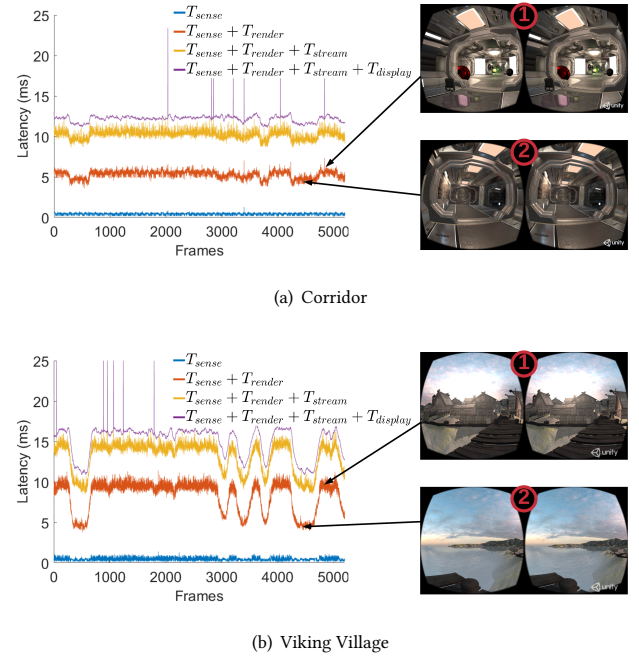 25
20
15
10
5
0
Latency (ms)
T_sense
T_sense + T_render
T_sense + T_render + T_stream
T_sense + T_render + T_stream + T_display
0 1000 2000 3000 4000 5000
Frames
1
unity
2
unity
(a) Corridor
25
20
15
10
5
0
Latency (ms)
T_sense
T_sense + T_render
T_sense + T_render + T_stream
T_sense + T_render + T_stream + T_display
0 1000 2000 3000 4000 5000
Frames
1
unity
2
unity
(b) Viking Village